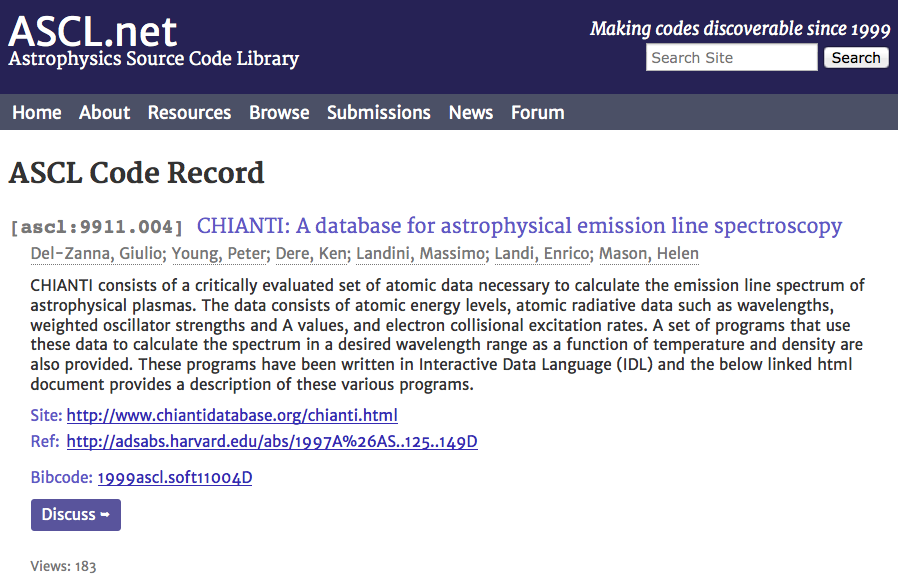 ASCL.net
Astrophysics Source Code Library
Making codes discoverable since 1999
Search Site
Search
Home About Resources Browse Submissions News Forum
ASCL Code Record
[ascl:9911.004] CHIANTI: A database for astrophysical emission line spectroscopy
Del-Zanna, Giulio; Young, Peter; Dere, Ken; Landini, Massimo; Landi, Enrico; Mason, Helen
CHIANTI consists of a critically evaluated set of atomic data necessary to calculate the emission line spectrum of
astrophysical plasmas. The data consists of atomic energy levels, atomic radiative data such as wavelengths,
weighted oscillator strengths and A values, and electron collisional excitation rates. A set of programs that use
these data to calculate the spectrum in a desired wavelength range as a function of temperature and density are
also provided. These programs have been written in Interactive Data Language (IDL) and the below linked html
document provides a description of these various programs.
Site: http://www.chiantidatabase.org/chianti.html
Ref: http://adsabs.harvard.edu/abs/1997A%26AS..125..149D
Bibcode: 1999ascl.soft11004D
Discuss ➥
Views: 183